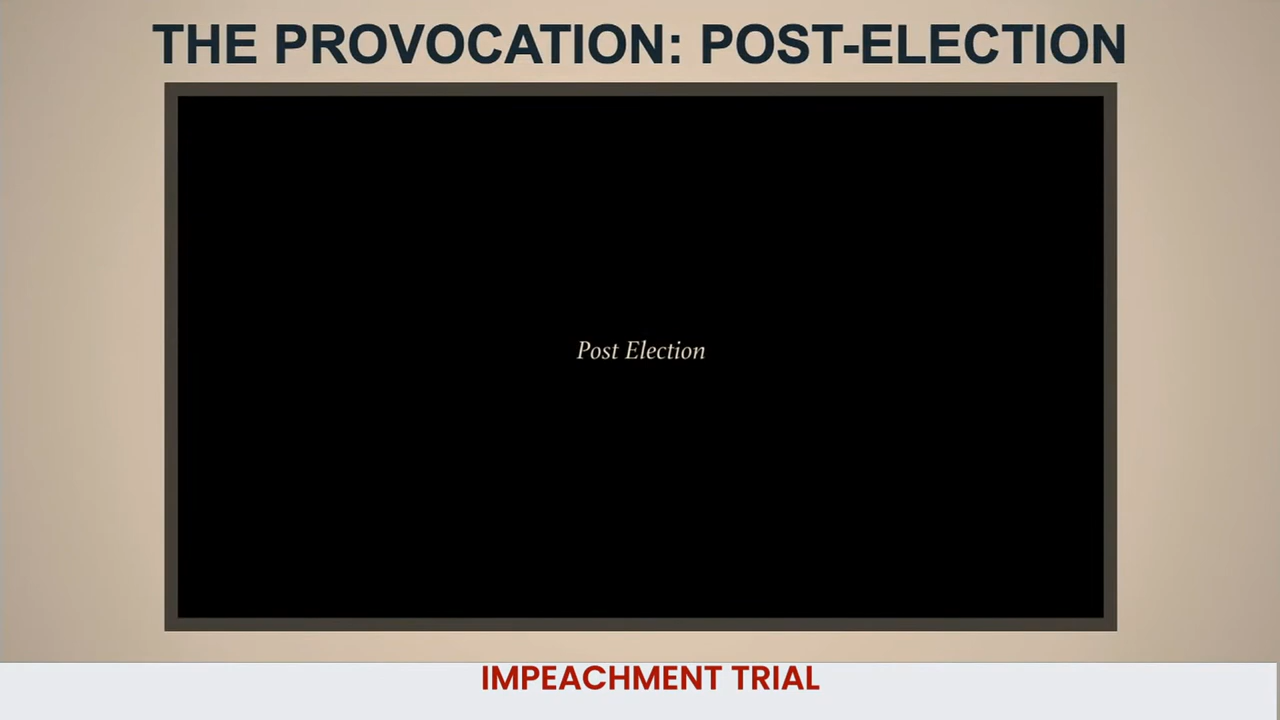 THE PROVOCATION: POST-ELECTION
Post Election
IMPEACHMENT TRIAL